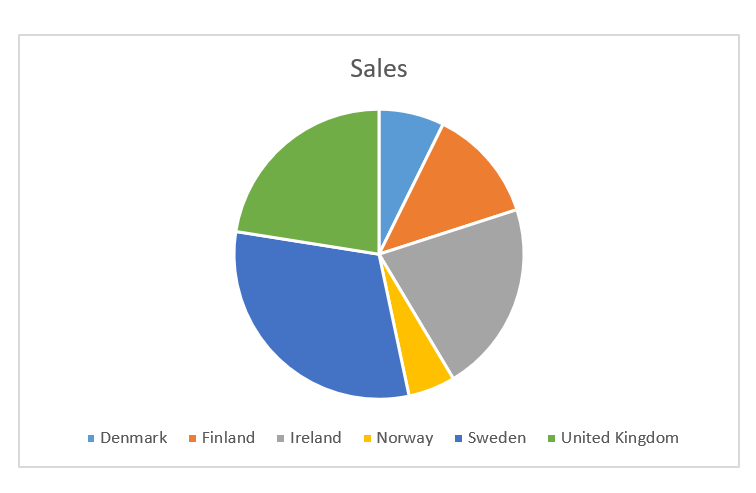 Sales
Denmark Finland Ireland Norway Sweden United Kingdom